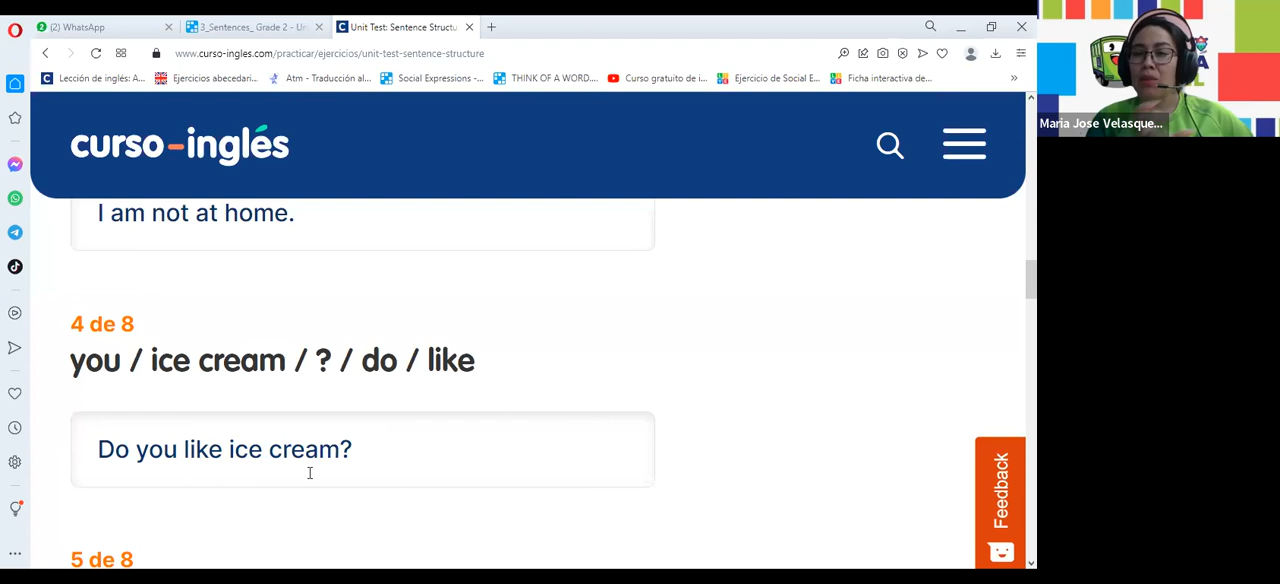 (2) WhatsApp
3_Sentences_ Grade 2 - Un
Unit Test: Sentence Structu
www.curso-ingles.com/practicar/ejercicios/unit-test-sentence-structure
Lección de inglés: A...
Ejercicios abecedari...
Atm - Traducción al...
Social Expressions -...
THINK OF A WORD....
Curso gratuito de i...
Ejercicio de Social E...
Ficha interactiva de...
curso-inglés
I am not at home.
4 de 8
you / ice cream / ? / do / like
Do you like ice cream?
5 de 8
Feedback
Maria Jose Velasque...